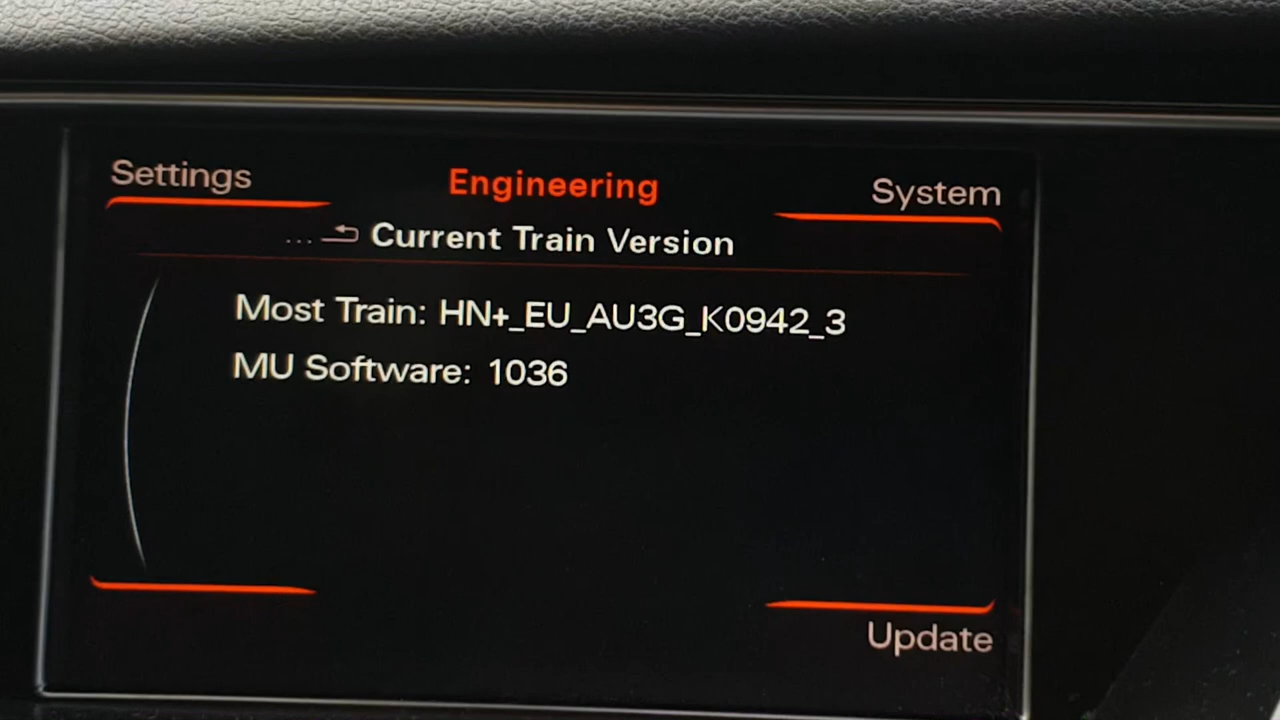 Settings
Engineering
System
... Current Train Version
Most Train: HN+_EU_AU3G_K0942_3
MU Software: 1036
Update